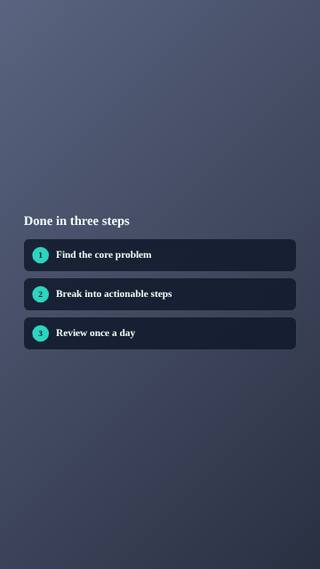 Done in three steps
1 Find the core problem
2 Break into actionable steps
3 Review once a day